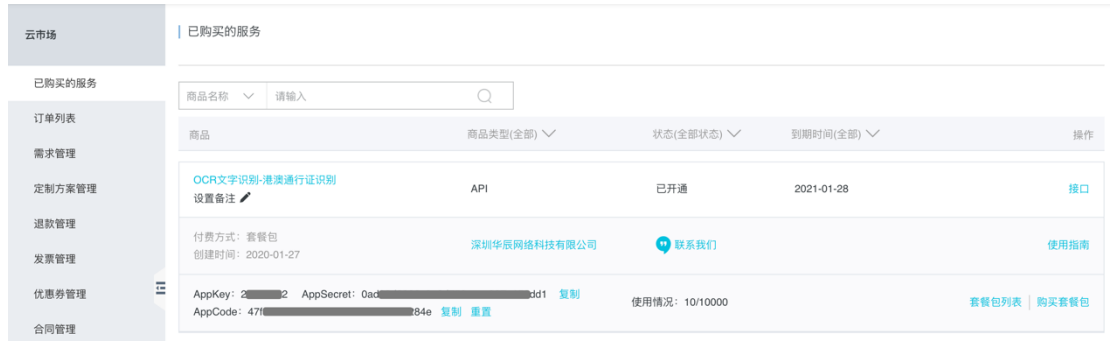 云市场
已购买的服务
已购买的服务
订单列表
需求管理
定制方案管理
退款管理
发票管理
优惠券管理
合同管理
商品名称 请输入
商品 商品类型(全部) 状态(全部状态) 到期时间(全部) 操作
OCR文字识别-港澳通行证识别 API 已开通 2021-01-28 接口
设置备注
付费方式：套餐包 深圳华辰网络科技有限公司 联系我们 使用指南
创建时间：2020-01-27
AppKey：2 2 AppSecret：0ad dd1 复制 使用情况：10/10000 套餐包列表 购买套餐包
AppCode：47f 84e 复制 重置